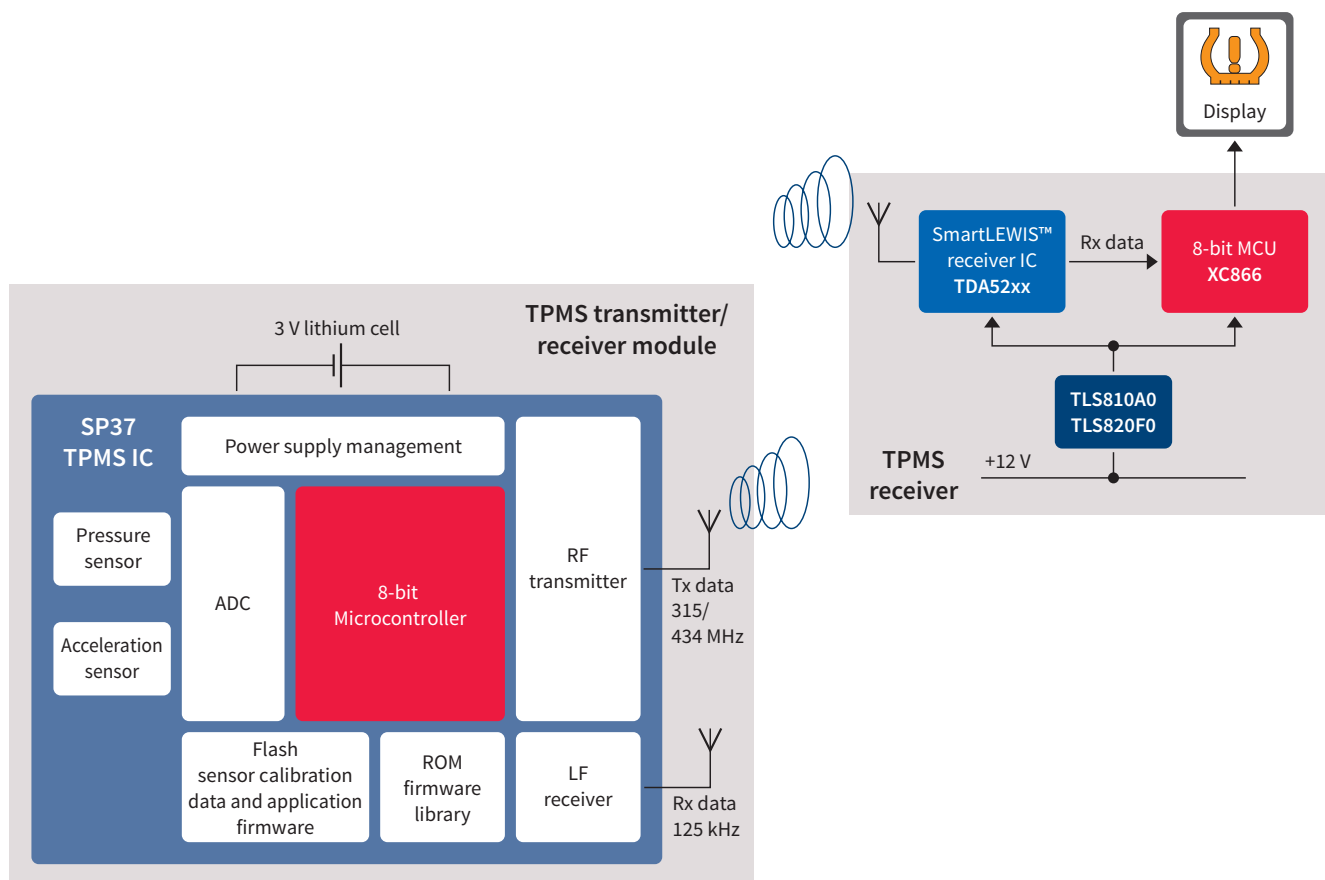 Display
SmartLEWIS™
receiver IC
TDA52xx
Rx data
8-bit MCU
XC866
TLS810A0
TLS820F0
TPMS
receiver
+12 V
TPMS transmitter/
receiver module
3 V lithium cell
SP37
TPMS IC
Power supply management
Pressure
sensor
Acceleration
sensor
ADC
8-bit
Microcontroller
RF
transmitter
Tx data
315/
434 MHz
Flash
sensor calibration
data and application
firmware
ROM
firmware
library
LF
receiver
Rx data
125 kHz